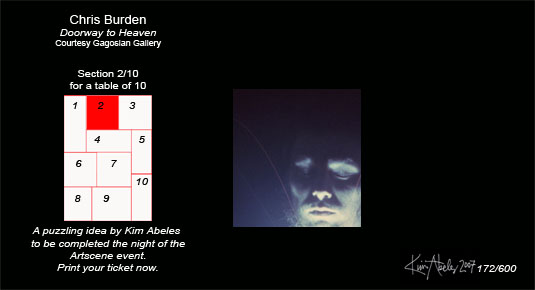 Chris Burden
Doorway to Heaven
Courtesy Gagosian Gallery
Section 2/10
for a table of 10
1 2 3
4 5
6 7
10
8 9
A puzzling idea by Kim Abeles
to be completed the night of the
Artscene event.
Print your ticket now.
Kim Abeles 2007 172/600